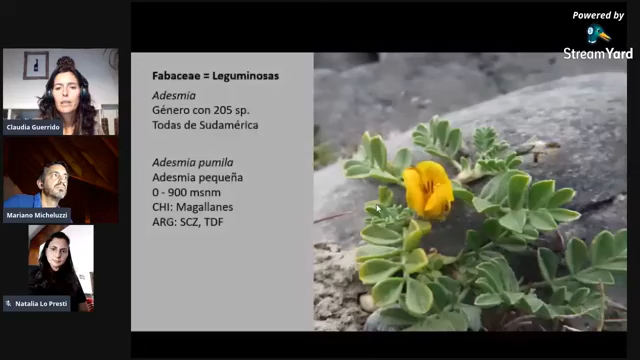 Powered by
StreamYard
Fabaceae = Leguminosas
Adesmia
Género con 205 sp.
Todas de Sudamérica
Adesmia pumila
Adesmia pequeña
0 - 900 msnm
CHI: Magallanes
ARG: SCZ, TDF
Claudia Guerrido
Mariano Micheluzzi
Natalia Lo Presti